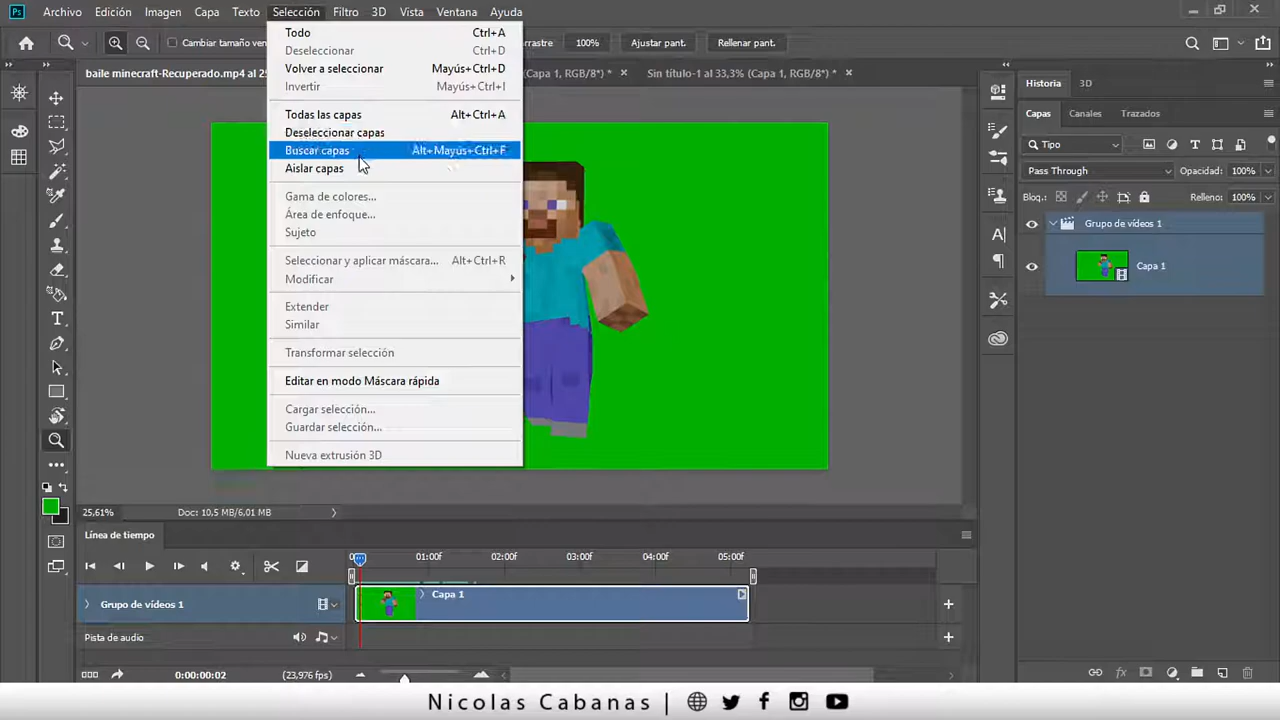 Ps Archivo Edición Imagen Capa Texto Selección Filtro 3D Vista Ventana Ayuda
Cambiar tamaño 100% Ajustar pant. Rellenar pant.
baile minecraft-Recuperado.mp4 al 25 (Capa 1, RGB/8*) * × Sin título-1 al 33,3% (Capa 1, RGB/8*) * ×
Todo Ctrl+A
Deseleccionar Ctrl+D
Volver a seleccionar Mayús+Ctrl+D
Invertir Mayús+Ctrl+I
Todas las capas Alt+Ctrl+A
Deseleccionar capas
Buscar capas Alt+Mayús+Ctrl+F
Aislar capas
Gama de colores...
Área de enfoque...
Sujeto
Seleccionar y aplicar máscara... Alt+Ctrl+R
Modificar
Extender
Similar
Transformar selección
Editar en modo Máscara rápida
Cargar selección...
Guardar selección...
Nueva extrusión 3D
Historia 3D
Capas Canales Trazados
Tipo
Pass Through Opacidad: 100%
Bloq.: Relleno: 100%
Grupo de vídeos 1
Capa 1
25,61% Doc: 10,5 MB/6,01 MB
Línea de tiempo
01:00f 02:00f 03:00f 04:00f 05:00f
Grupo de vídeos 1 Capa 1
Pista de audio
0:00:00:02 (23,976 fps)
Nicolas Cabanas |